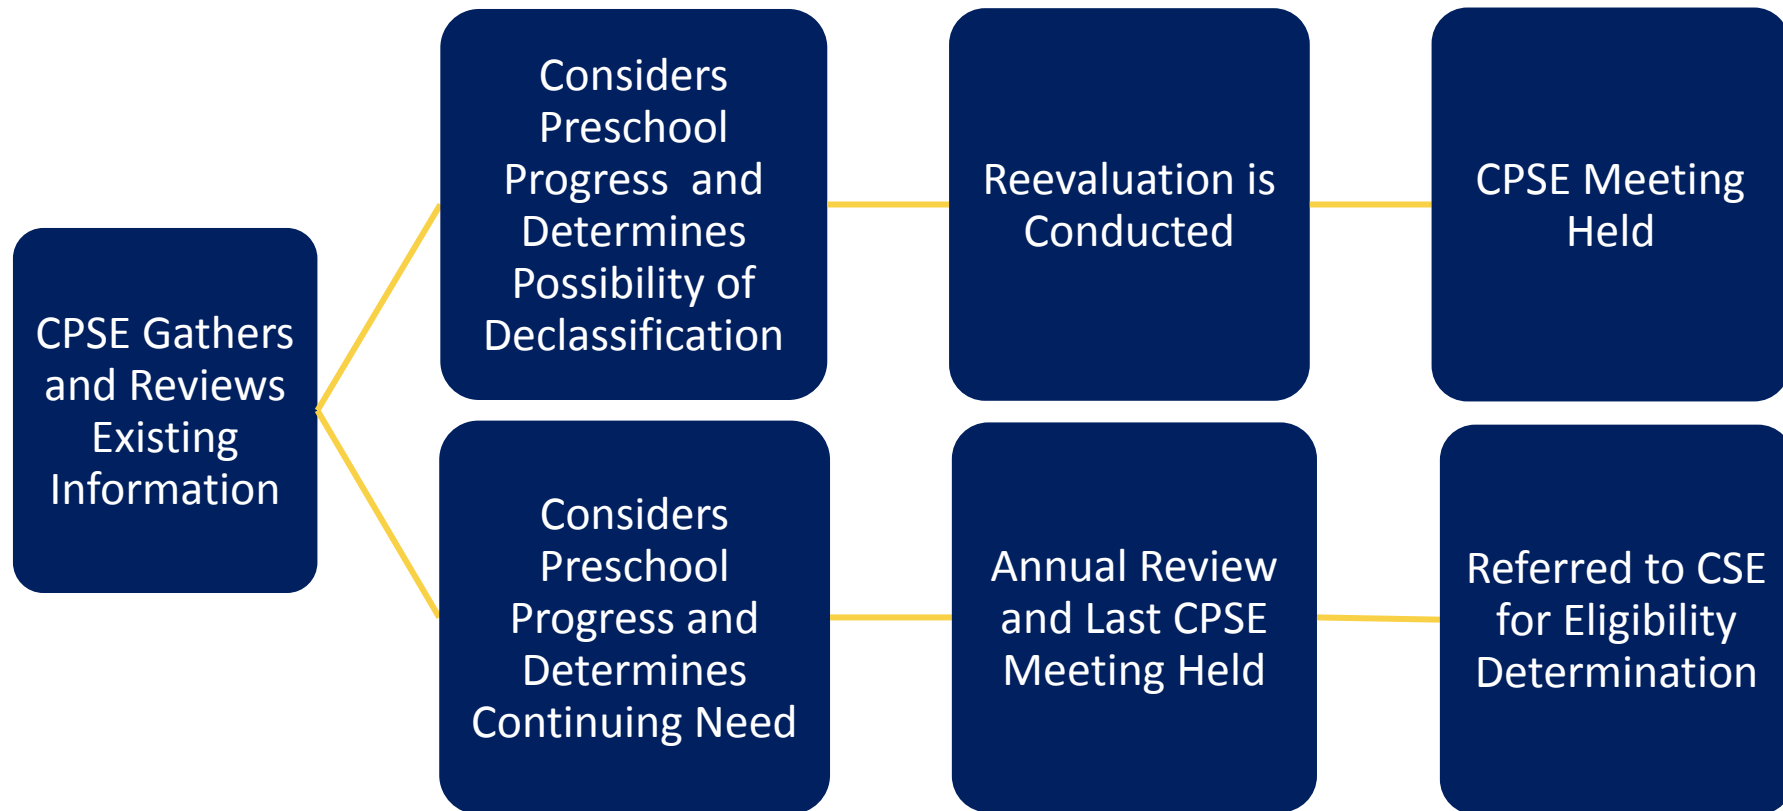 CPSE Gathers
and Reviews
Existing
Information
Considers
Preschool
Progress and
Determines
Possibility of
Declassification
Reevaluation is
Conducted
CPSE Meeting
Held
Considers
Preschool
Progress and
Determines
Continuing Need
Annual Review
and Last CPSE
Meeting Held
Referred to CSE
for Eligibility
Determination